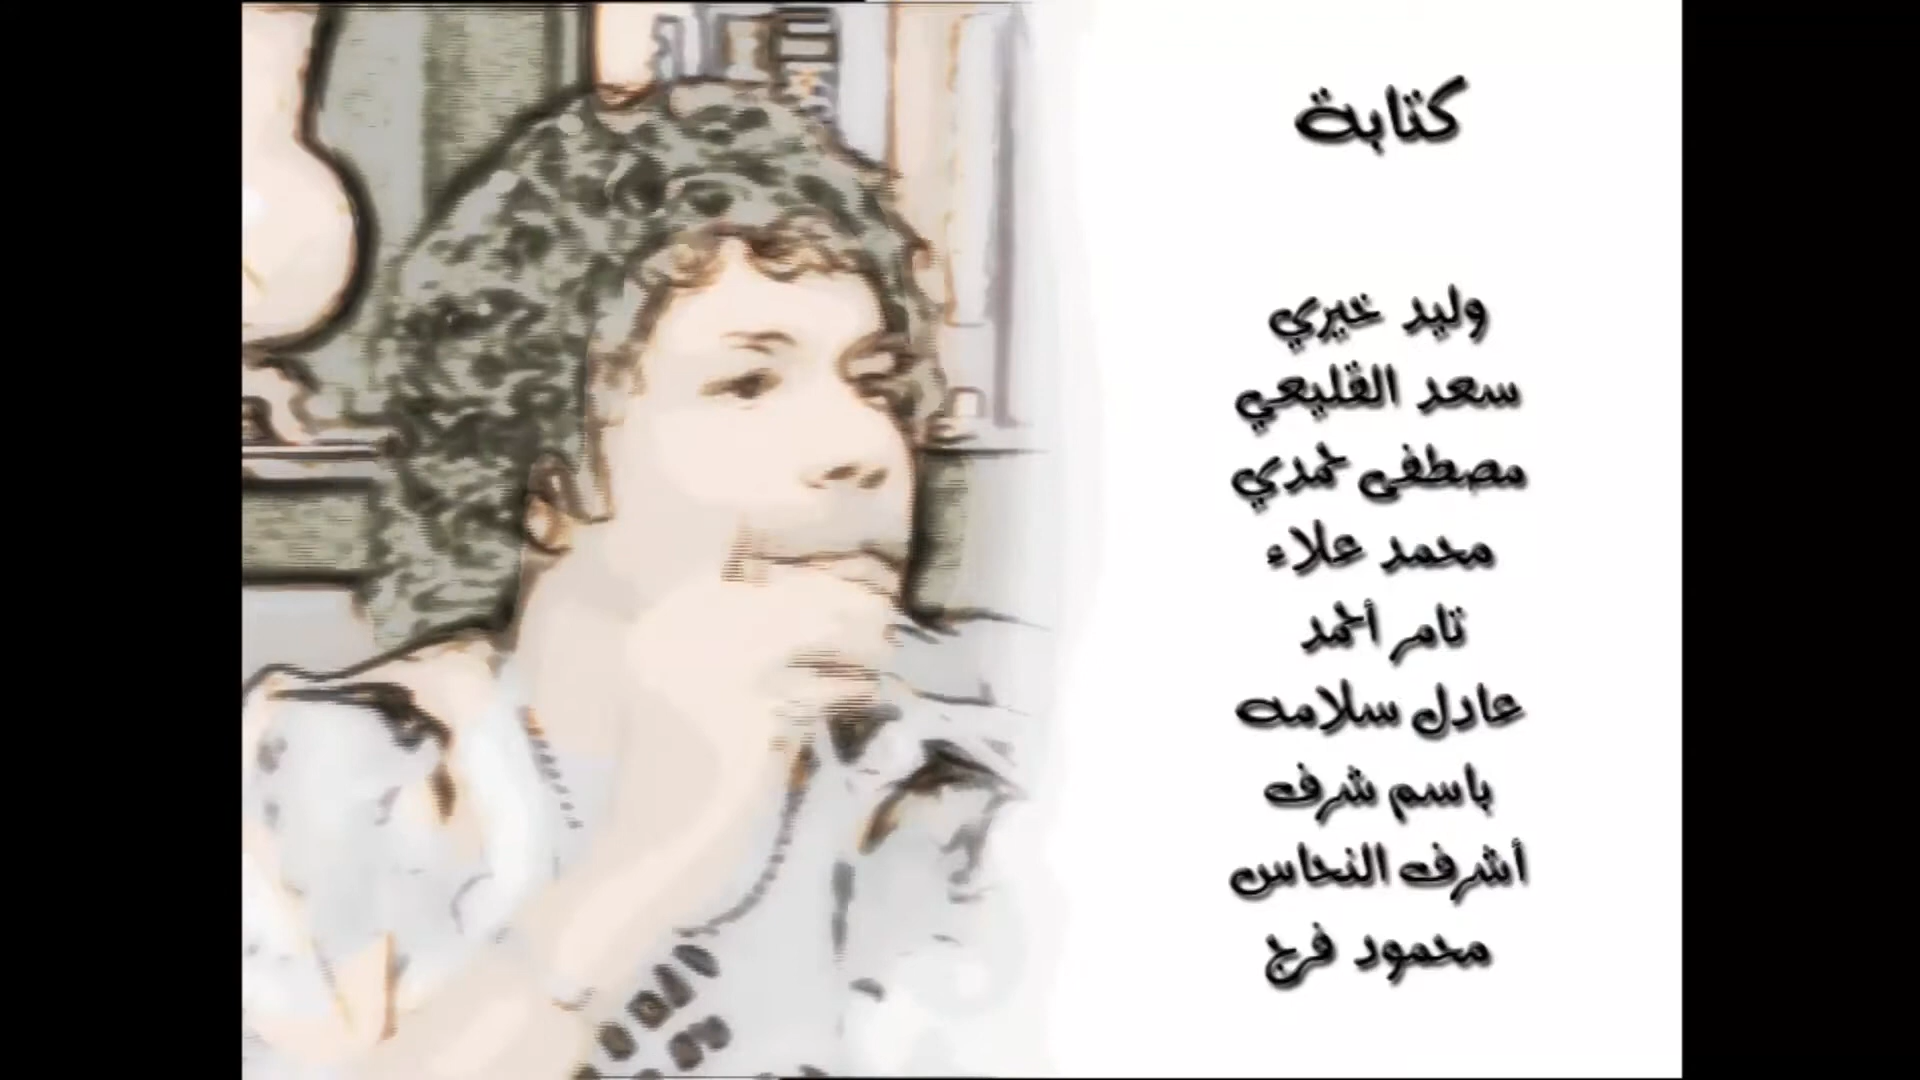 كتابة
وليد خيري
سعد القليعي
مصطفى حمدي
محمد علاء
تامر أحمد
عادل سلامه
باسم شرف
أشرف النحاس
محمود فرج